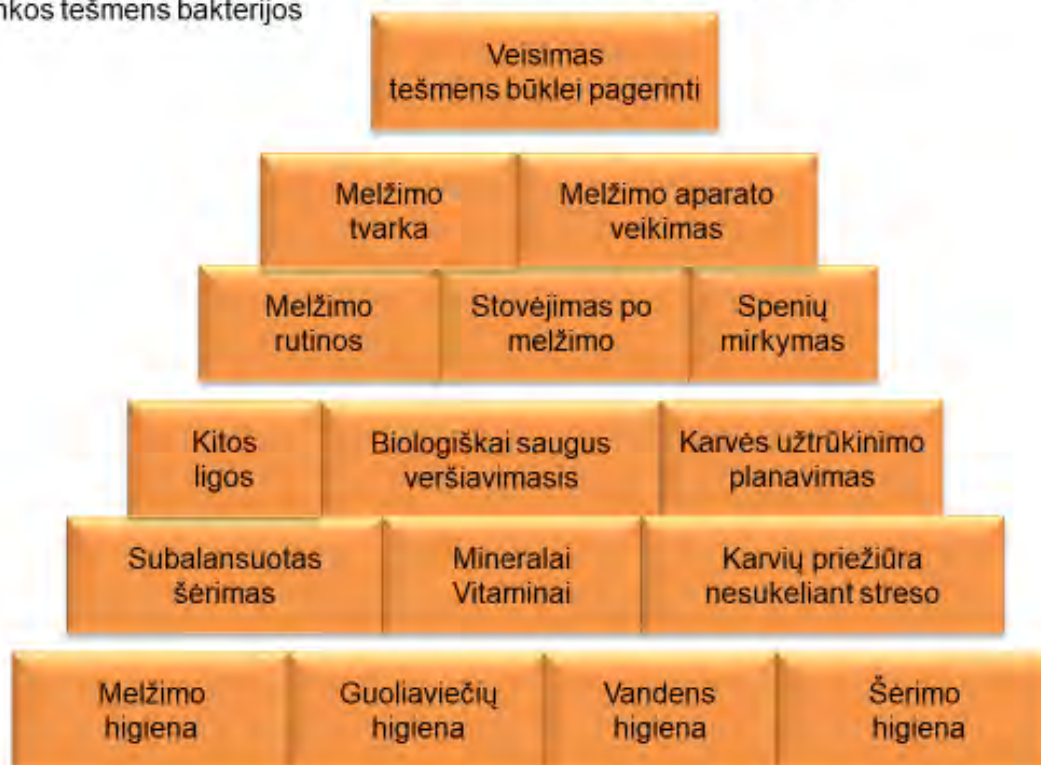 tešmens bakterijos
Veisimas
tešmens būklei pagerinti
Melžimo
tvarka
Melžimo aparato
veikimas
Melžimo
rutinos
Stovėjimas po
melžimo
Spenių
mirkymas
Kitos
ligos
Biologiškai saugus
veršiavimasis
Karvės užtrūkinimo
planavimas
Subalansuotas
šėrimas
Mineralai
Vitaminai
Karvių priežiūra
nesukeliant streso
Melžimo
higiena
Guoliaviečių
higiena
Vandens
higiena
Šėrimo
higiena